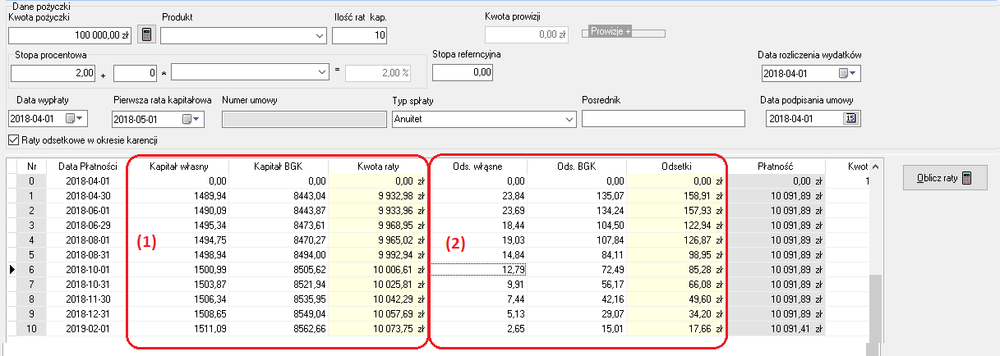 Dane pożyczki
Kwota pożyczki Produkt Ilość rat kap. Kwota prowizji
100 000,00 zł 10 0,00 zł Prowizje +
Stopa procentowa Stopa referncyjna Data rozliczenia wydatków
2,00 + 0 * = 2,00 % 0,00 2018-04-01
Data wypłaty Pierwsza rata kapitałowa Numer umowy Typ spłaty Posrednik Data podpisania umowy
2018-04-01 2018-05-01 Anuitet 2018-04-01 15
Raty odsetkowe w okresie karencji
Nr Data Płatności Kapitał własny Kapitał BGK Kwota raty Ods. włąsne Ods. BGK Odsetki Płatność Kwot
0 2018-04-01 0,00 0,00 0,00 zł 0,00 0,00 0,00 zł 0,00 zł 1
1 2018-04-30 1489,94 8443,04 9 932,98 zł 23,84 135,07 158,91 zł 10 091,89 zł
2 2018-06-01 1490,09 8443,87 9 933,96 zł 23,69 134,24 157,93 zł 10 091,89 zł
3 2018-06-29 1495,34 8473,61 9 968,95 zł 18,44 104,50 122,94 zł 10 091,89 zł
4 2018-08-01 1494,75 8470,27 9 965,02 zł 19,03 107,84 126,87 zł 10 091,89 zł
5 2018-08-31 1498,94 8494,00 9 992,94 zł 14,84 84,11 98,95 zł 10 091,89 zł
6 2018-10-01 1500,99 8505,62 10 006,61 zł 12,79 72,49 85,28 zł 10 091,89 zł
7 2018-10-31 1503,87 8521,94 10 025,81 zł 9,91 56,17 66,08 zł 10 091,89 zł
8 2018-11-30 1506,34 8535,95 10 042,29 zł 7,44 42,16 49,60 zł 10 091,89 zł
9 2018-12-31 1508,65 8549,04 10 057,69 zł 5,13 29,07 34,20 zł 10 091,89 zł
10 2019-02-01 1511,09 8562,66 10 073,75 zł 2,65 15,01 17,66 zł 10 091,41 zł
(1) (2)
Oblicz raty